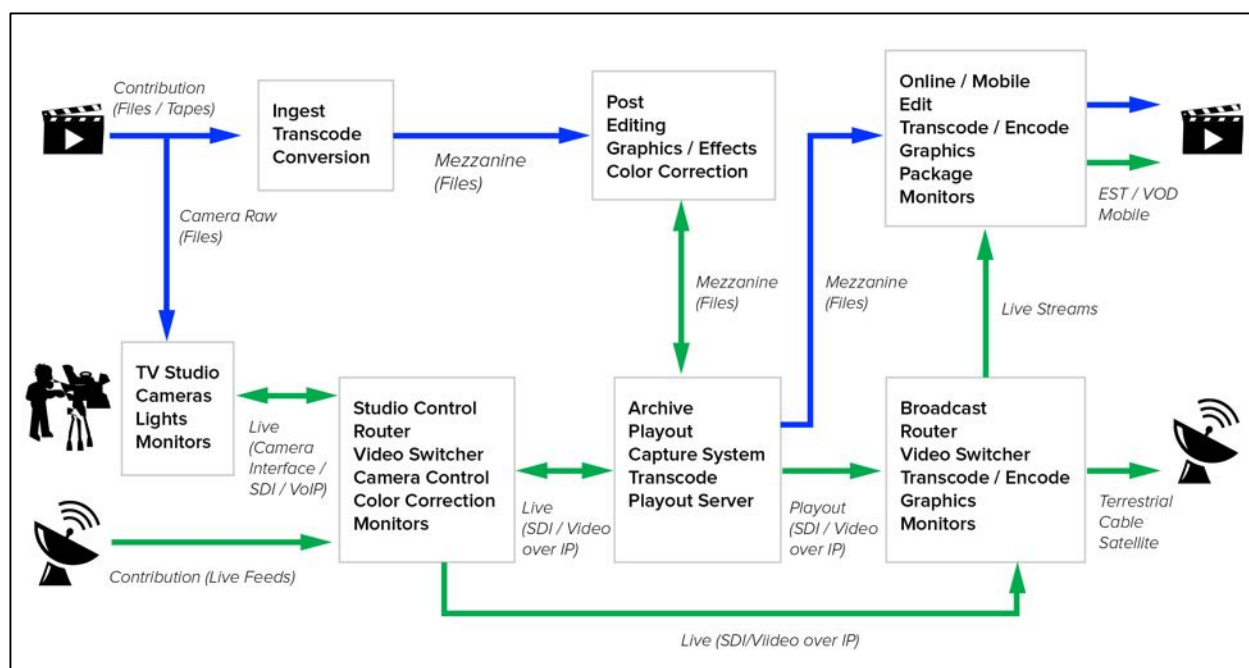 Contribution
(Files / Tapes)
Ingest
Transcode
Conversion
Mezzanine
(Files)
Post
Editing
Graphics / Effects
Color Correction
Online / Mobile
Edit
Transcode / Encode
Graphics
Package
Monitors
EST / VOD
Mobile
Camera Raw
(Files)
Mezzanine
(Files)
Mezzanine
(Files)
Live Streams
TV Studio
Cameras
Lights
Monitors
Live
(Camera
Interface /
SDI / VoIP)
Studio Control
Router
Video Switcher
Camera Control
Color Correction
Monitors
Live
(SDI / Video
over IP)
Archive
Playout
Capture System
Transcode
Playout Server
Playout
(SDI / Video
over IP)
Broadcast
Router
Video Switcher
Transcode / Encode
Graphics
Monitors
Terrestrial
Cable
Satellite
Contribution (Live Feeds)
Live (SDI/Viideo over IP)